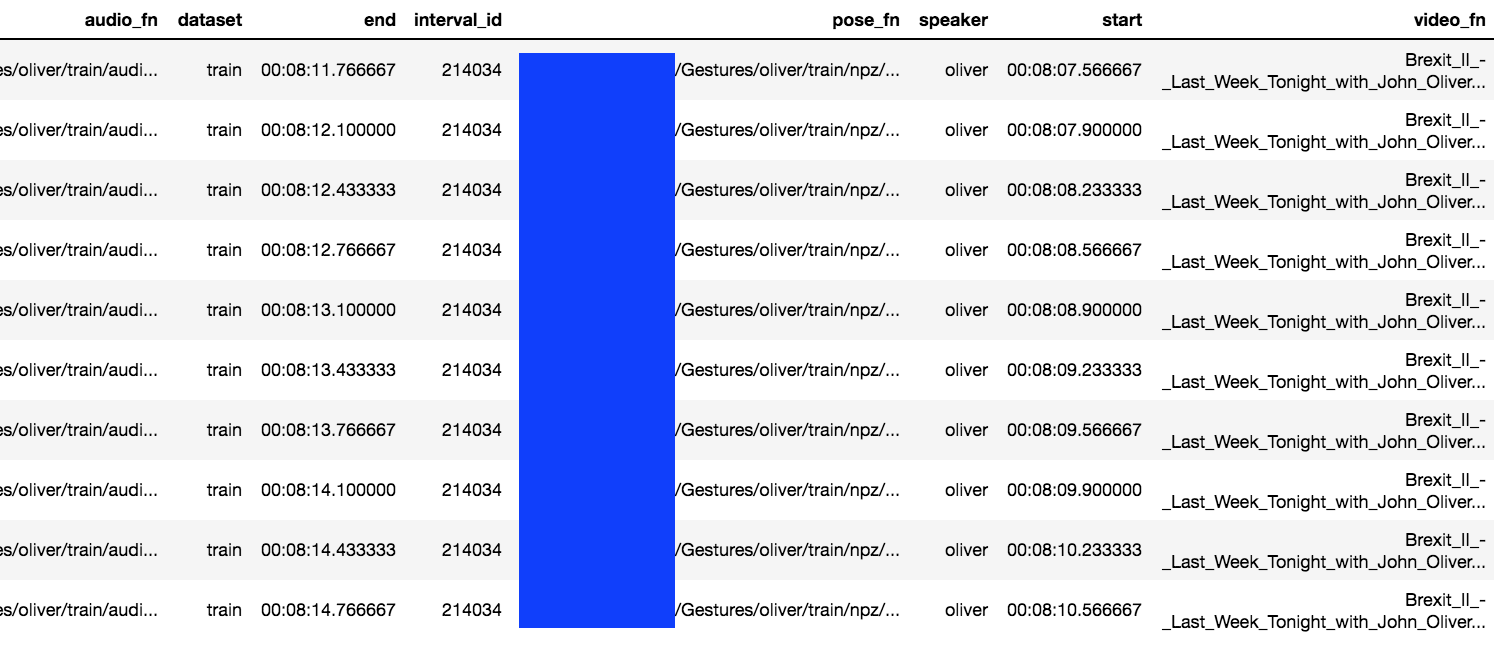 audio_fn dataset end interval_id pose_fn speaker start video_fn
es/oliver/train/audi... train 00:08:11.766667 214034 /Gestures/oliver/train/npz/... oliver 00:08:07.566667 Brexit_II_-
_Last_Week_Tonight_with_John_Oliver...
es/oliver/train/audi... train 00:08:12.100000 214034 /Gestures/oliver/train/npz/... oliver 00:08:07.900000 Brexit_II_-
_Last_Week_Tonight_with_John_Oliver...
es/oliver/train/audi... train 00:08:12.433333 214034 /Gestures/oliver/train/npz/... oliver 00:08:08.233333 Brexit_II_-
_Last_Week_Tonight_with_John_Oliver...
es/oliver/train/audi... train 00:08:12.766667 214034 /Gestures/oliver/train/npz/... oliver 00:08:08.566667 Brexit_II_-
_Last_Week_Tonight_with_John_Oliver...
es/oliver/train/audi... train 00:08:13.100000 214034 /Gestures/oliver/train/npz/... oliver 00:08:08.900000 Brexit_II_-
_Last_Week_Tonight_with_John_Oliver...
es/oliver/train/audi... train 00:08:13.433333 214034 /Gestures/oliver/train/npz/... oliver 00:08:09.233333 Brexit_II_-
_Last_Week_Tonight_with_John_Oliver...
es/oliver/train/audi... train 00:08:13.766667 214034 /Gestures/oliver/train/npz/... oliver 00:08:09.566667 Brexit_II_-
_Last_Week_Tonight_with_John_Oliver...
es/oliver/train/audi... train 00:08:14.100000 214034 /Gestures/oliver/train/npz/... oliver 00:08:09.900000 Brexit_II_-
_Last_Week_Tonight_with_John_Oliver...
es/oliver/train/audi... train 00:08:14.433333 214034 /Gestures/oliver/train/npz/... oliver 00:08:10.233333 Brexit_II_-
_Last_Week_Tonight_with_John_Oliver...
es/oliver/train/audi... train 00:08:14.766667 214034 /Gestures/oliver/train/npz/... oliver 00:08:10.566667 Brexit_II_-
_Last_Week_Tonight_with_John_Oliver...